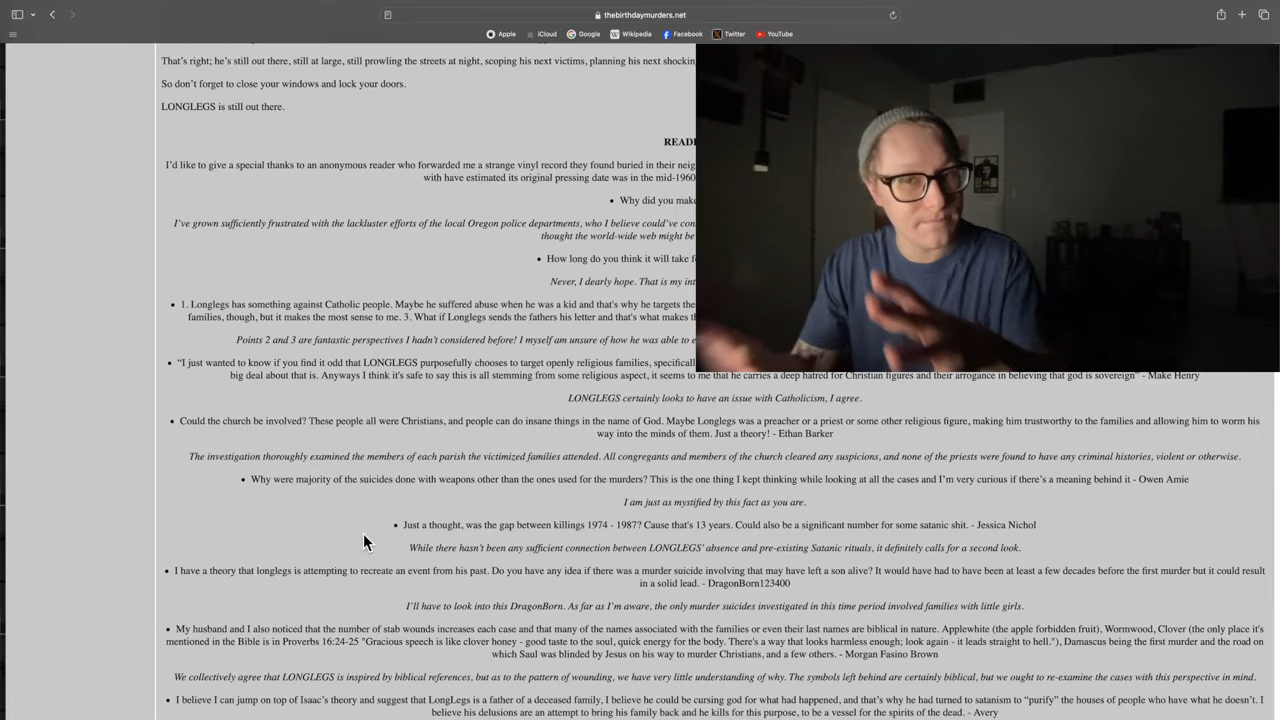 thebirthdaymurders.net
Apple iCloud Google Wikipedia Facebook Twitter YouTube
That's right; he's still out there, still at large, still prowling the streets at night, scoping his next victims, planning his next shockin
So don't forget to close your windows and lock your doors.
LONGLEGS is still out there.
READ
I'd like to give a special thanks to an anonymous reader who forwarded me a strange vinyl record they found buried in their neig
with have estimated its original pressing date was in the mid-1960
• Why did you make
I've grown sufficiently frustrated with the lackluster efforts of the local Oregon police departments, who I believe could've con
thought the world-wide web might be
• How long do you think it will take f
Never, I dearly hope. That is my int
• 1. Longlegs has something against Catholic people. Maybe he suffered abuse when he was a kid and that's why he targets the
families, though, but it makes the most sense to me. 3. What if Longlegs sends the fathers his letter and that's what makes t
Points 2 and 3 are fantastic perspectives I hadn't considered before! I myself am unsure of how he was able to e
• “I just wanted to know if you find it odd that LONGLEGS purposefully chooses to target openly religious families, specifical
big deal about that is. Anyways I think it's safe to say this is all stemming from some religious aspect, it seems to me that he carries a deep hatred for Christian figures and their arrogance in believing that god is sovereign” - Make Henry
LONGLEGS certainly looks to have an issue with Catholicism, I agree.
• Could the church be involved? These people all were Christians, and people can do insane things in the name of God. Maybe Longlegs was a preacher or a priest or some other religious figure, making him trustworthy to the families and allowing him to worm his
way into the minds of them. Just a theory! - Ethan Barker
The investigation thoroughly examined the members of each parish the victimized families attended. All congregants and members of the church cleared any suspicions, and none of the priests were found to have any criminal histories, violent or otherwise.
• Why were majority of the suicides done with weapons other than the ones used for the murders? This is the one thing I kept thinking while looking at all the cases and I'm very curious if there's a meaning behind it - Owen Amie
I am just as mystified by this fact as you are.
• Just a thought, was the gap between killings 1974 - 1987? Cause that's 13 years. Could also be a significant number for some satanic shit. - Jessica Nichol
While there hasn't been any sufficient connection between LONGLEGS' absence and pre-existing Satanic rituals, it definitely calls for a second look.
• I have a theory that longlegs is attempting to recreate an event from his past. Do you have any idea if there was a murder suicide involving that may have left a son alive? It would have had to have been at least a few decades before the first murder but it could result
in a solid lead. - DragonBorn123400
I'll have to look into this DragonBorn. As far as I'm aware, the only murder suicides investigated in this time period involved families with little girls.
• My husband and I also noticed that the number of stab wounds increases each case and that many of the names associated with the families or even their last names are biblical in nature. Applewhite (the apple forbidden fruit), Wormwood, Clover (the only place it's
mentioned in the Bible is in Proverbs 16:24-25 "Gracious speech is like clover honey - good taste to the soul, quick energy for the body. There's a way that looks harmless enough; look again - it leads straight to hell."), Damascus being the first murder and the road on
which Saul was blinded by Jesus on his way to murder Christians, and a few others. - Morgan Fasino Brown
We collectively agree that LONGLEGS is inspired by biblical references, but as to the pattern of wounding, we have very little understanding of why. The symbols left behind are certainly biblical, but we ought to re-examine the cases with this perspective in mind.
• I believe I can jump on top of Isaac's theory and suggest that LongLegs is a father of a deceased family, I believe he could be cursing god for what had happened, and that's why he had turned to satanism to “purify” the houses of people who have what he doesn't. I
believe his delusions are an attempt to bring his family back and he kills for this purpose, to be a vessel for the spirits of the dead. - Avery